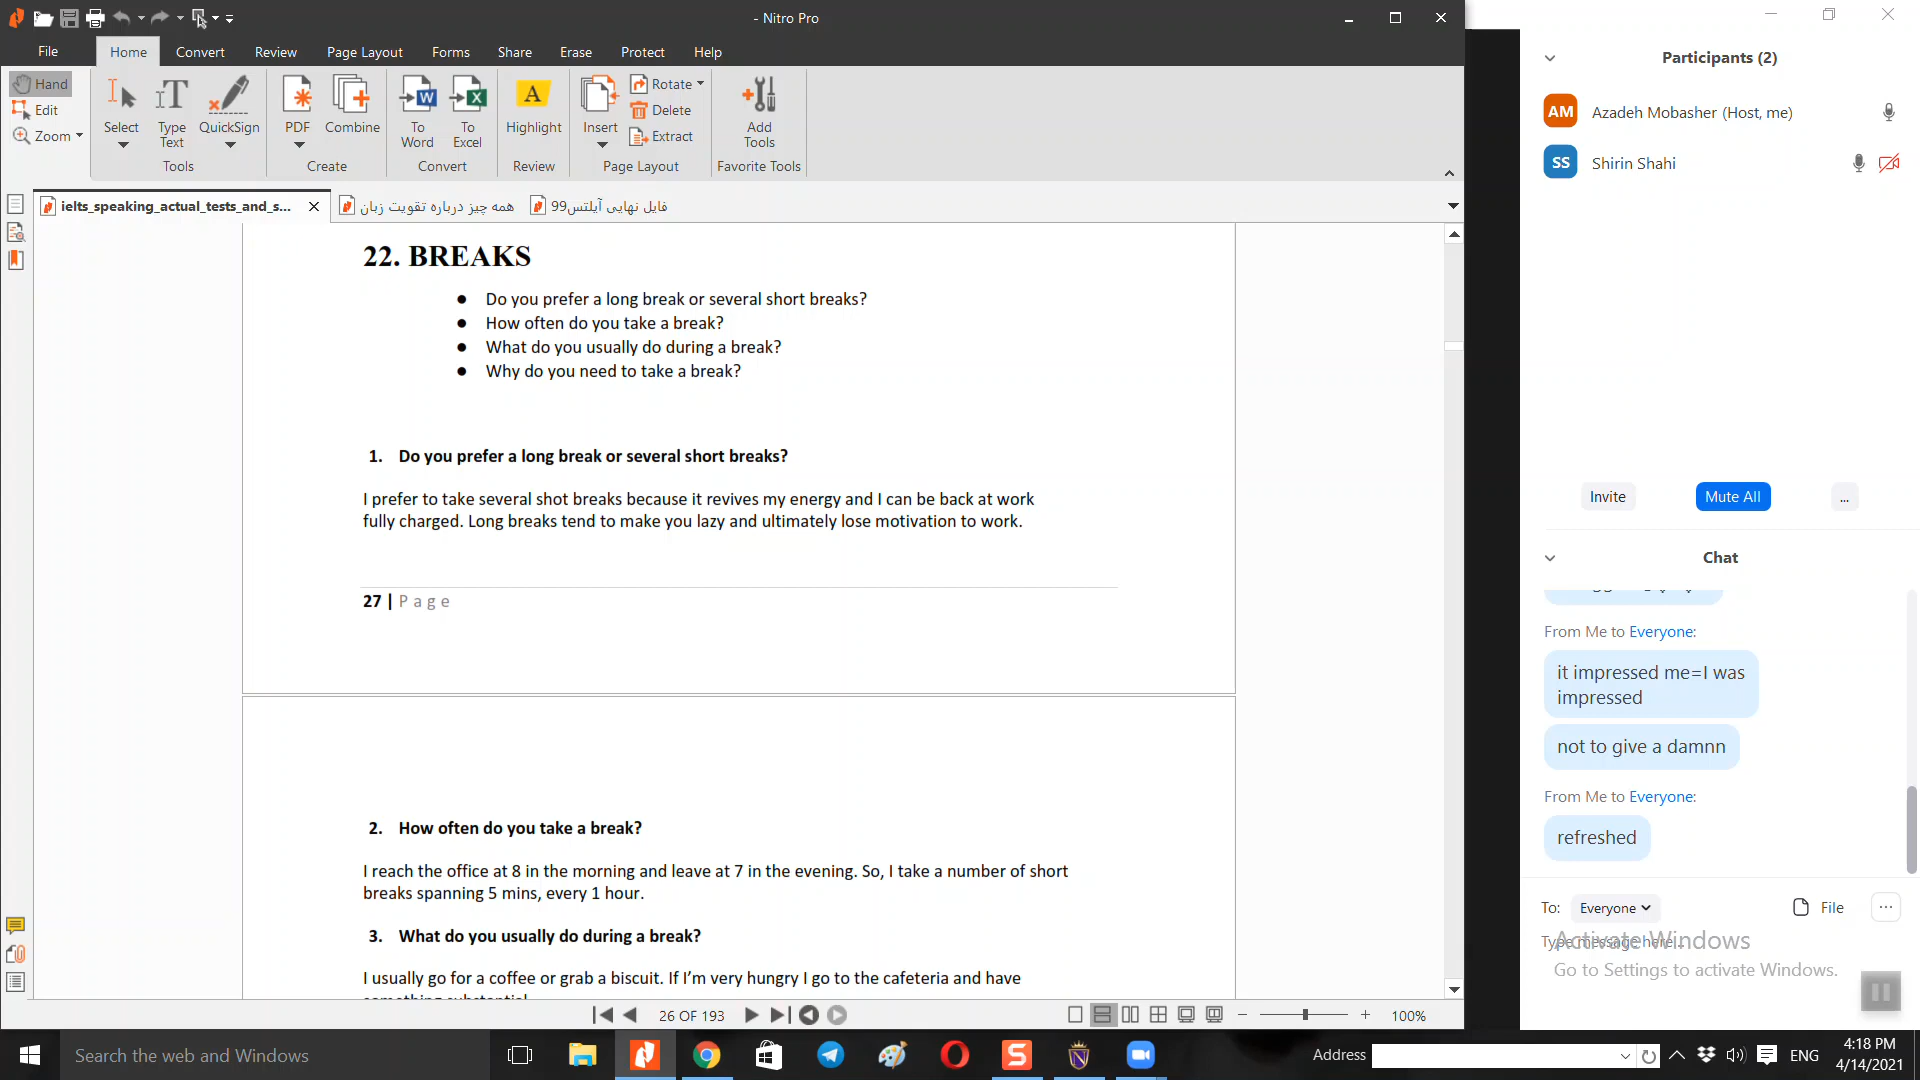 - Nitro Pro
File
Home
Convert
Review
Page Layout
Forms
Share
Erase
Protect
Help
Hand
Edit
Zoom
Select
Type Text
QuickSign
Tools
PDF
Combine
Create
To Word
To Excel
Convert
Highlight
Review
Insert
Rotate
Delete
Extract
Page Layout
Add Tools
Favorite Tools
ielts_speaking_actual_tests_and_s...
همه چیز درباره تقویت زبان
فایل نهایی آیلتس99
22. BREAKS
● Do you prefer a long break or several short breaks?
● How often do you take a break?
● What do you usually do during a break?
● Why do you need to take a break?
1. Do you prefer a long break or several short breaks?
I prefer to take several shot breaks because it revives my energy and I can be back at work
fully charged. Long breaks tend to make you lazy and ultimately lose motivation to work.
27 | Page
2. How often do you take a break?
I reach the office at 8 in the morning and leave at 7 in the evening. So, I take a number of short
breaks spanning 5 mins, every 1 hour.
3. What do you usually do during a break?
I usually go for a coffee or grab a biscuit. If I’m very hungry I go to the cafeteria and have
26 OF 193
100%
Participants (2)
AM Azadeh Mobasher (Host, me)
SS Shirin Shahi
Invite
Mute All
...
Chat
From Me to Everyone:
it impressed me=I was
impressed
not to give a damnn
From Me to Everyone:
refreshed
To: Everyone
File
Type message here...
Activate Windows
Go to Settings to activate Windows.
Search the web and Windows
Address
ENG
4:18 PM
4/14/2021